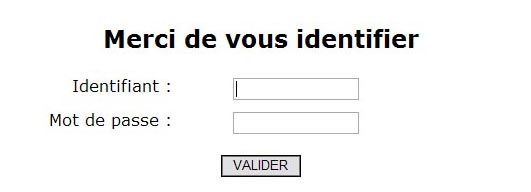 Merci de vous identifier
Identifiant :
Mot de passe :
VALIDER